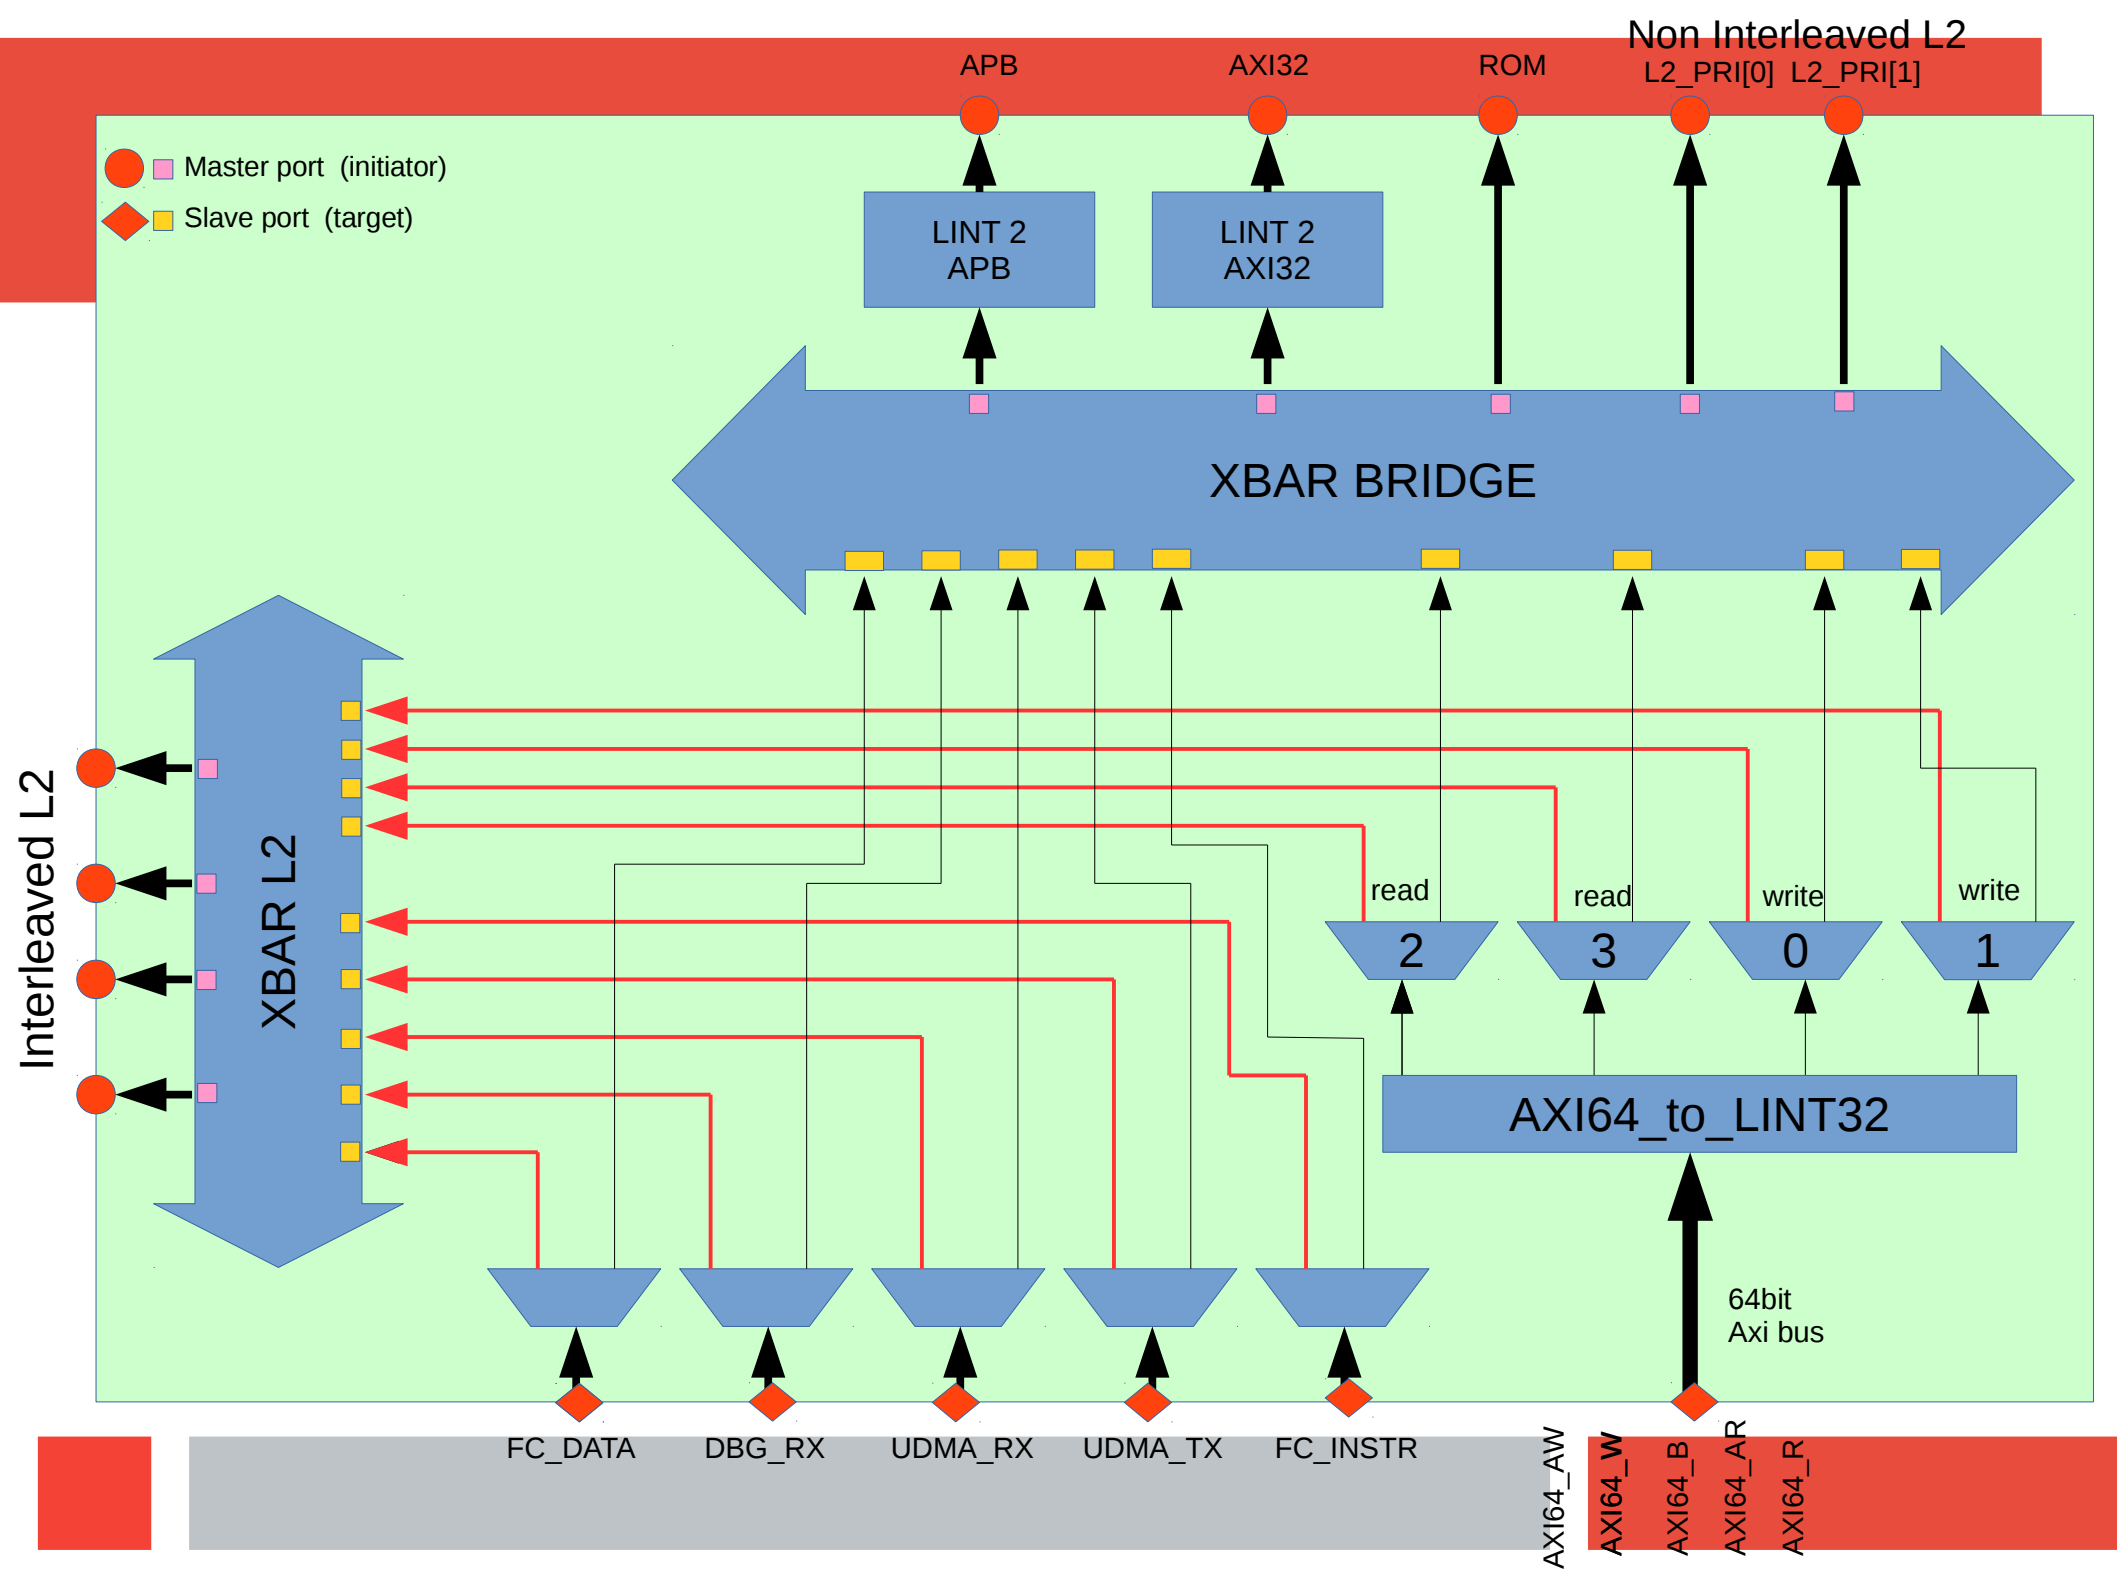 Non Interleaved L2
APB
AXI32
ROM
L2_PRI[0]
L2_PRI[1]
Master port  (initiator)
Slave port  (target)
LINT 2
APB
LINT 2
AXI32
XBAR BRIDGE
Interleaved L2
XBAR L2
read
read
write
write
2
3
0
1
AXI64_to_LINT32
64bit
Axi bus
FC_DATA
DBG_RX
UDMA_RX
UDMA_TX
FC_INSTR
AXI64_AW
AXI64_W
AXI64_B
AXI64_AR
AXI64_R